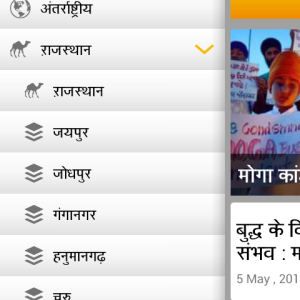 अंतर्राष्ट्रीय
राजस्थान
राजस्थान
जयपुर
जोधपुर
गंगानगर
हनुमानगढ़
चुरु
मोगा कां
बुद्ध के
संभव : म
5 May , 201